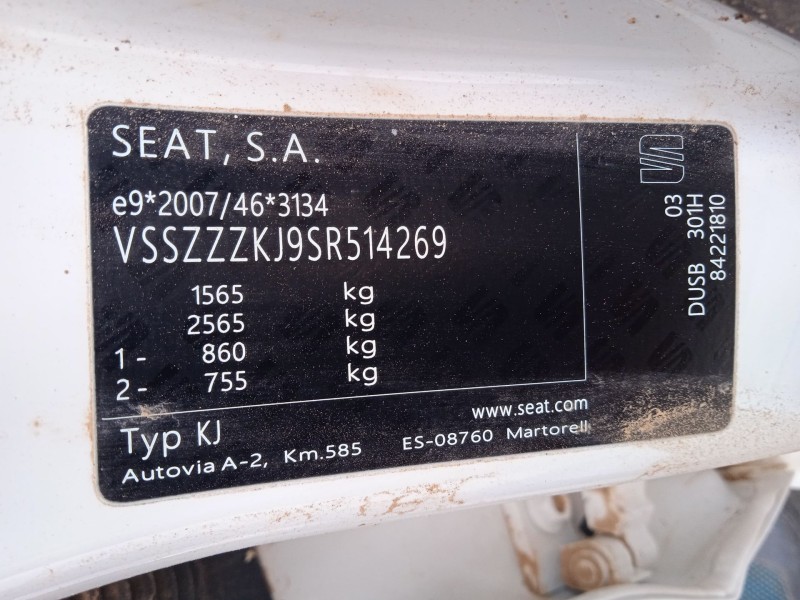 SEAT, S.A.
e9*2007/46*3134
VSSZZZKJ9SR514269
1565 kg
2565 kg
1- 860 kg
2- 755 kg
www.seat.com
Typ KJ
Autovia A-2, Km.585 ES-08760 Martorell
03
DUSB 301H
84221810